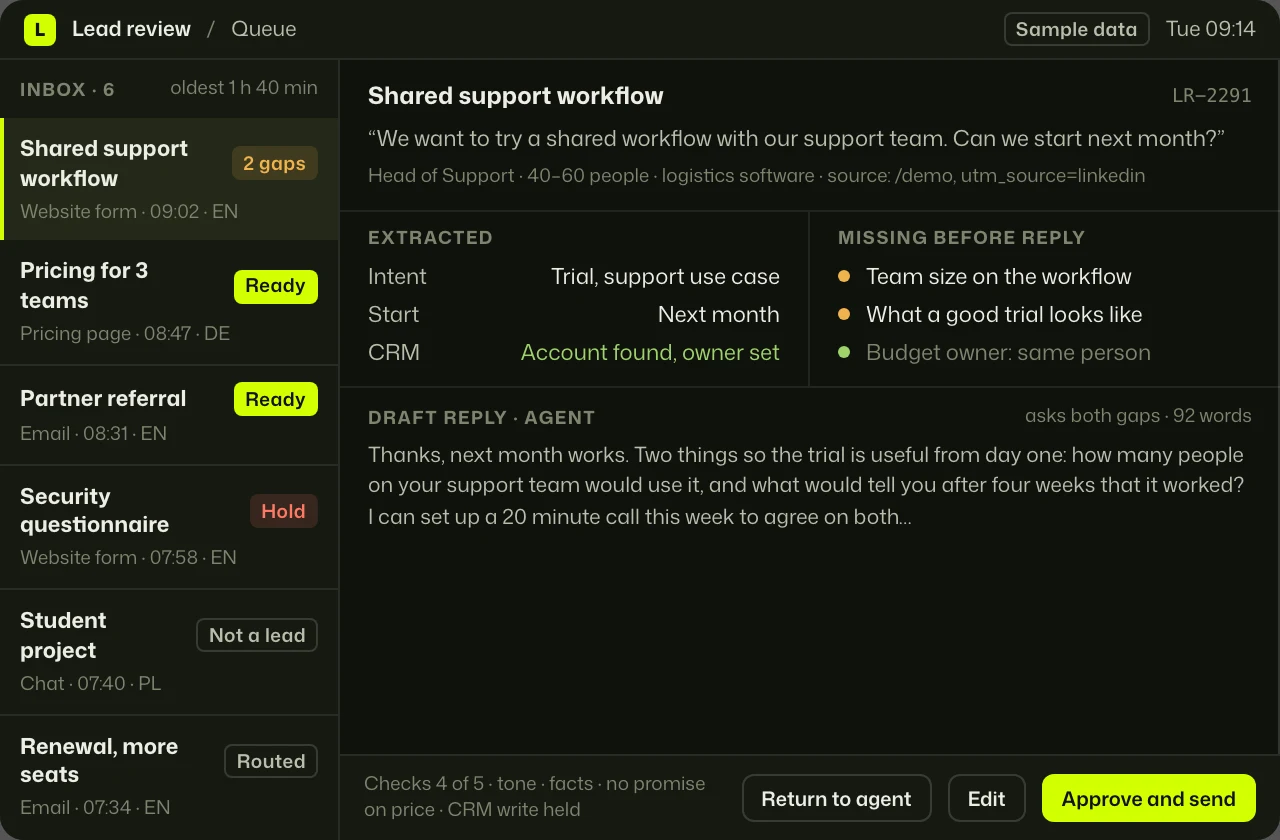 L Lead review / Queue
Sample data Tue 09:14
INBOX · 6 oldest 1 h 40 min
Shared support
workflow
2 gaps
Website form · 09:02 · EN
Pricing for 3
teams
Ready
Pricing page · 08:47 · DE
Partner referral
Ready
Email · 08:31 · EN
Security
questionnaire
Hold
Website form · 07:58 · EN
Student
project
Not a lead
Chat · 07:40 · PL
Renewal, more
seats
Routed
Email · 07:34 · EN
Shared support workflow LR–2291
“We want to try a shared workflow with our support team. Can we start next month?”
Head of Support · 40–60 people · logistics software · source: /demo, utm_source=linkedin
EXTRACTED
Intent Trial, support use case
Start Next month
CRM Account found, owner set
MISSING BEFORE REPLY
Team size on the workflow
What a good trial looks like
Budget owner: same person
DRAFT REPLY · AGENT asks both gaps · 92 words
Thanks, next month works. Two things so the trial is useful from day one: how many people
on your support team would use it, and what would tell you after four weeks that it worked?
I can set up a 20 minute call this week to agree on both…
Checks 4 of 5 · tone · facts · no promise
on price · CRM write held
Return to agent Edit Approve and send